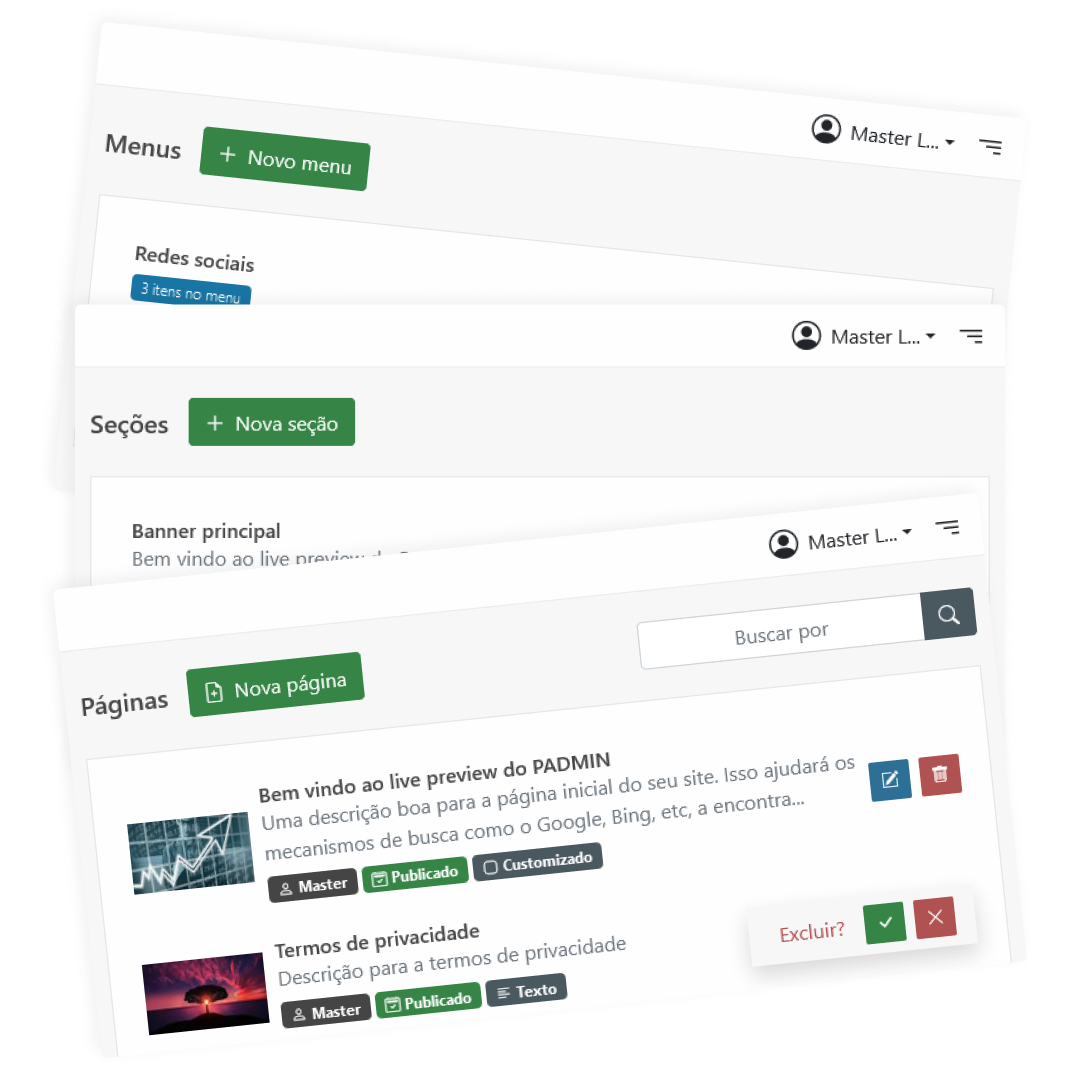 Master L...
Menus
Novo menu
Redes sociais
3 itens no menu
Master L...
Seções
Nova seção
Banner principal
Bem vindo ao live preview do
Master L...
Buscar por
Páginas
Nova página
Bem vindo ao live preview do PADMIN
Uma descrição boa para a página inicial do seu site. Isso ajudará os
mecanismos de busca como o Google, Bing, etc, a encontra...
Master
Publicado
Customizado
Excluir?
Termos de privacidade
Descrição para a termos de privacidade
Master
Publicado
Texto